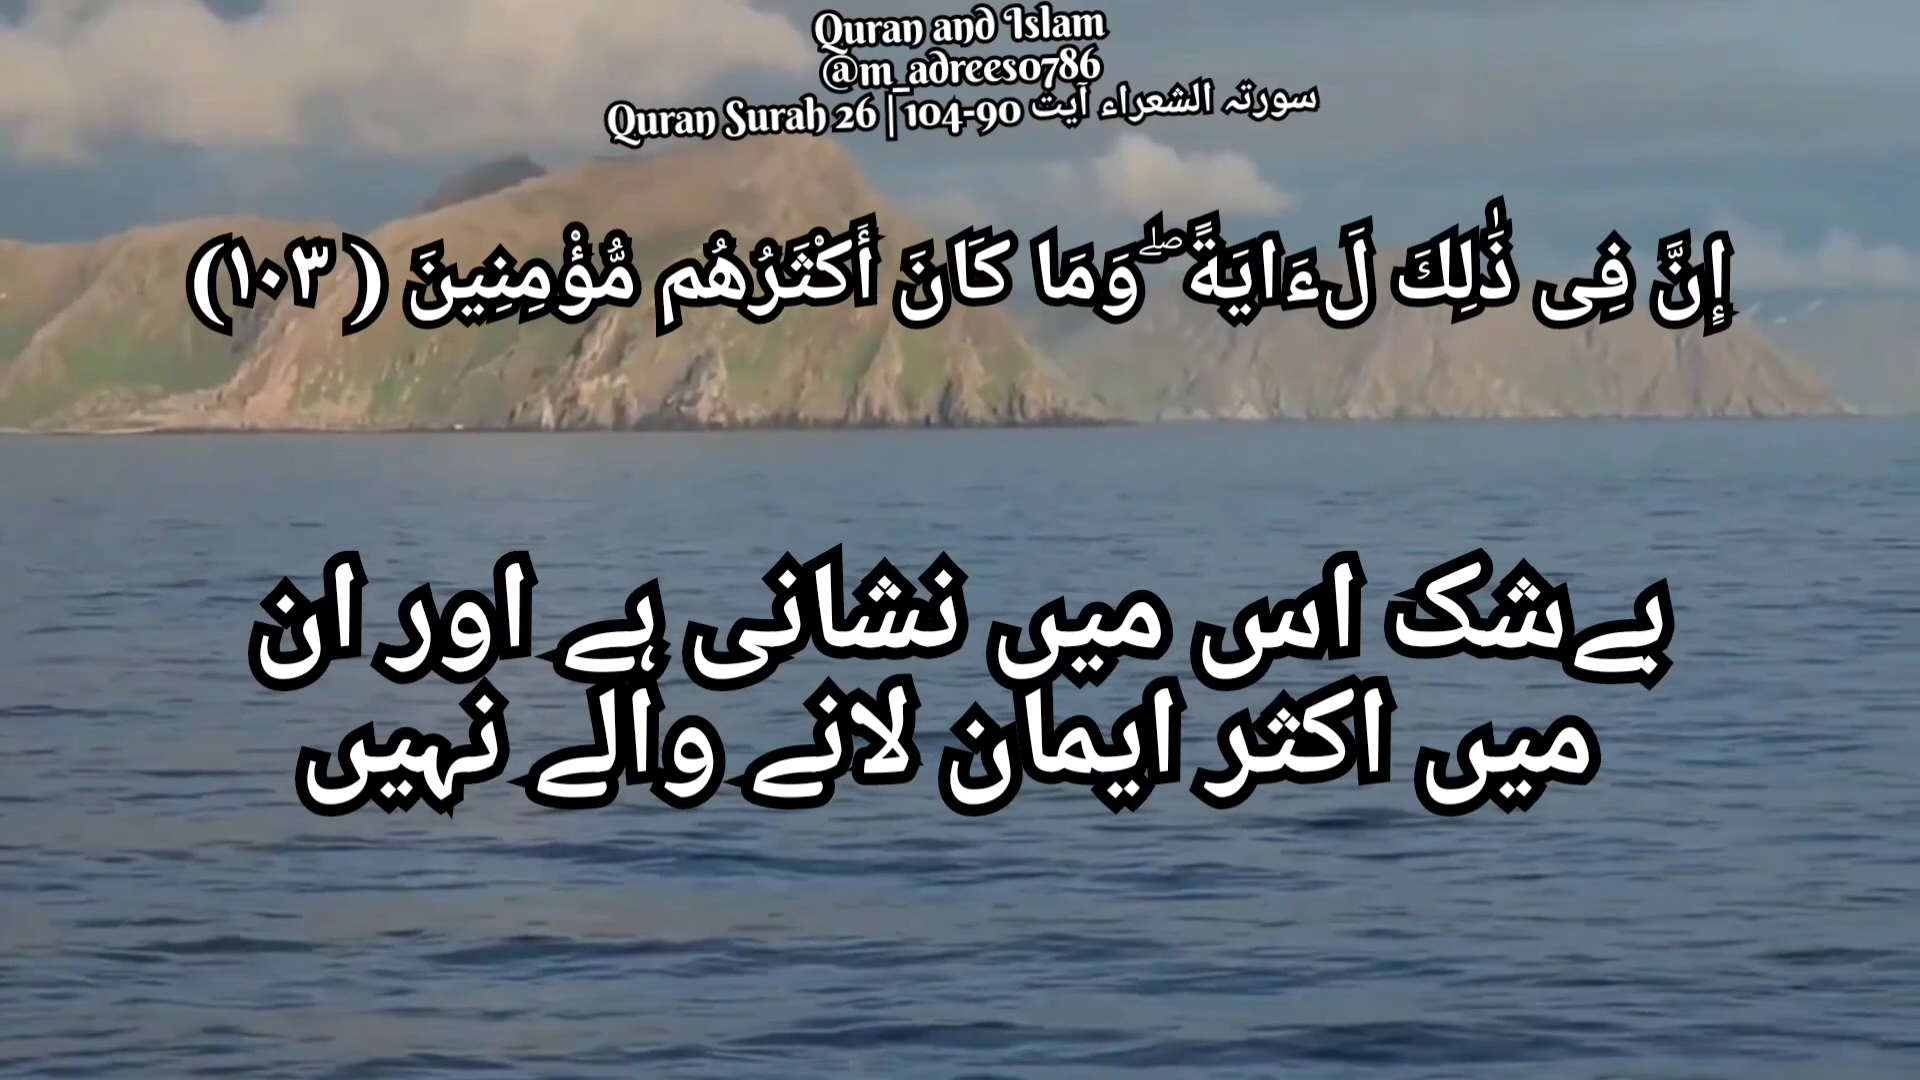 Quran and Islam
@m_adrees0786
Quran Surah 26 | 104-90 سورتہ الشعراء آیت
إِنَّ فِى ذَٰلِكَ لَـَٔايَةً ۖ وَمَا كَانَ أَكْثَرُهُم مُّؤْمِنِينَ (١٠٣)
بےشک اس میں نشانی ہے اور ان
میں اکثر ایمان لانے والے نہیں